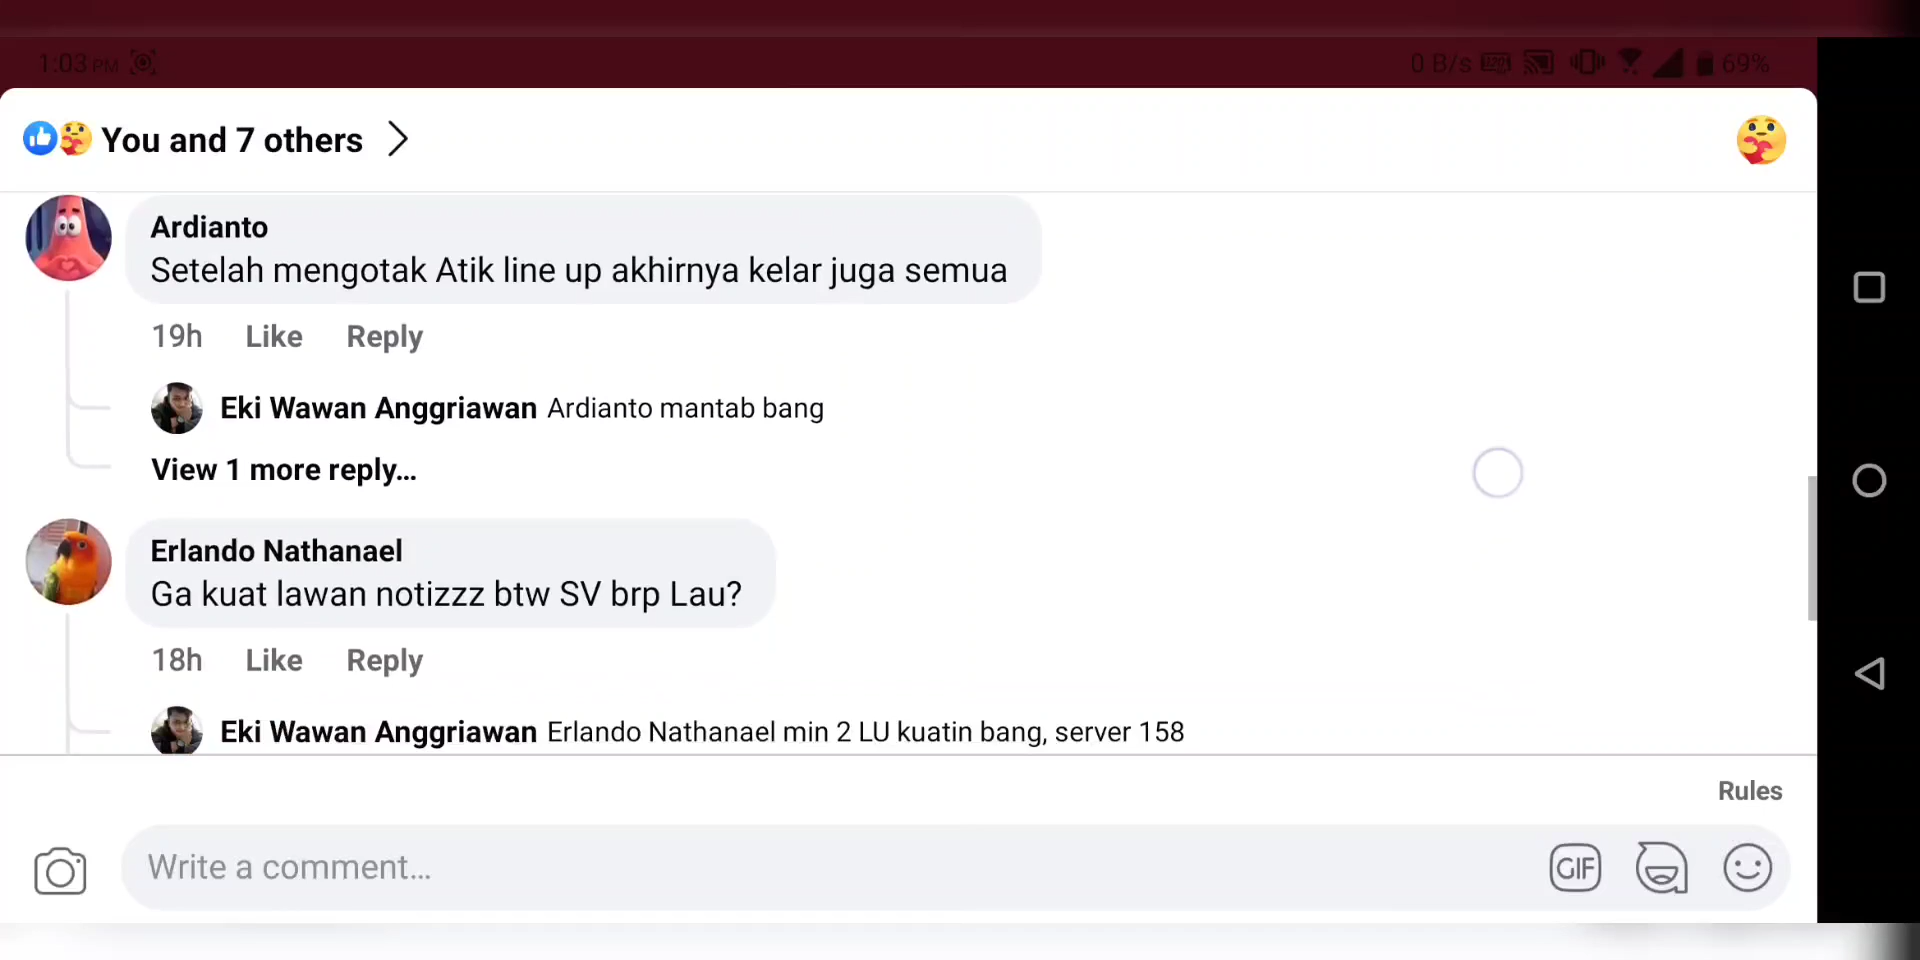 1:03 PM
0 B/s 69%
You and 7 others
Ardianto
Setelah mengotak Atik line up akhirnya kelar juga semua
19h Like Reply
Eki Wawan Anggriawan Ardianto mantab bang
View 1 more reply...
Erlando Nathanael
Ga kuat lawan notizzz btw SV brp Lau?
18h Like Reply
Eki Wawan Anggriawan Erlando Nathanael min 2 LU kuatin bang, server 158
Rules
Write a comment...
GIF